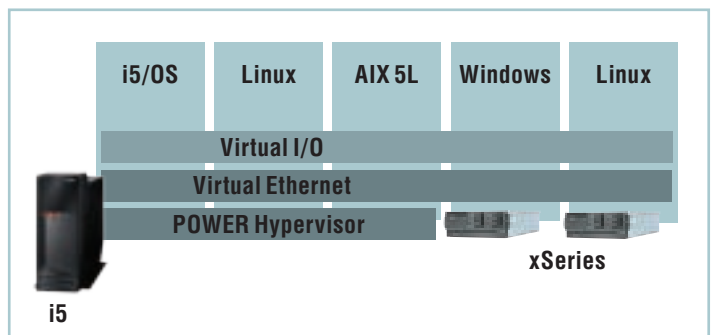 i5/OS Linux AIX 5L Windows Linux
Virtual I/O
Virtual Ethernet
POWER Hypervisor
xSeries
i5